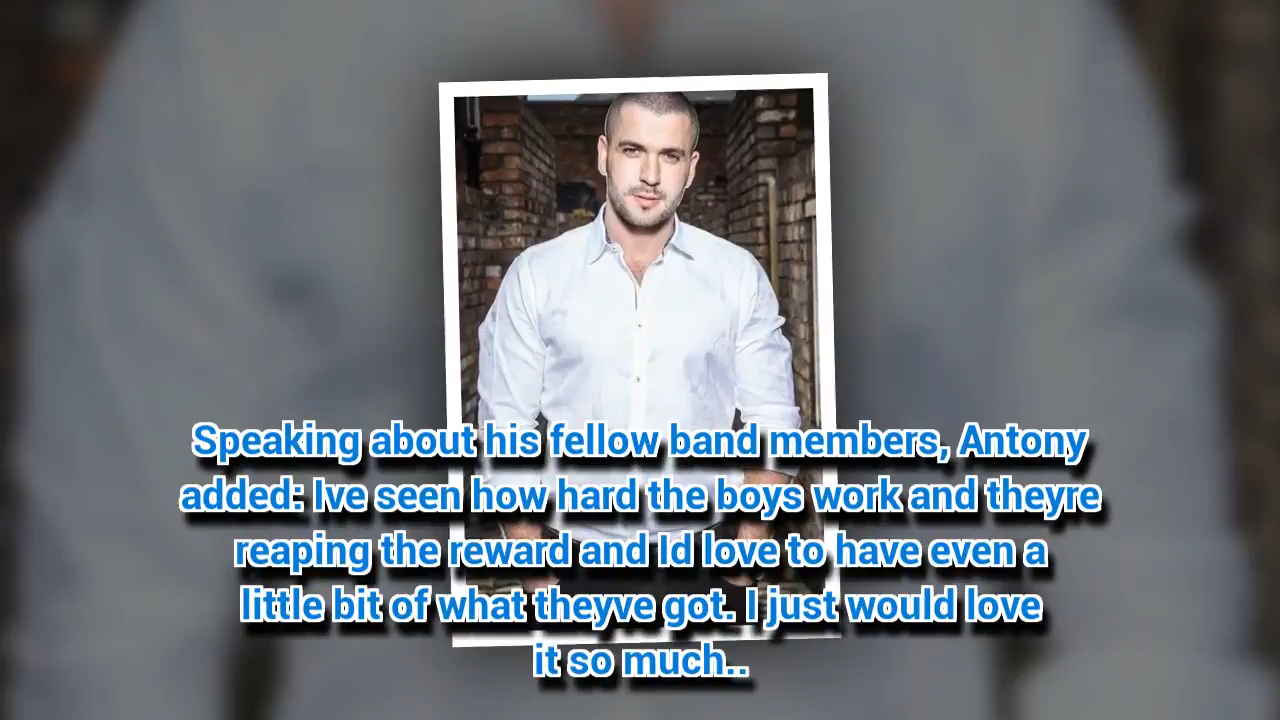 Speaking about his fellow band members, Antony
added: Ive seen how hard the boys work and theyre
reaping the reward and Id love to have even a
little bit of what theyve got. I just would love
it so much..